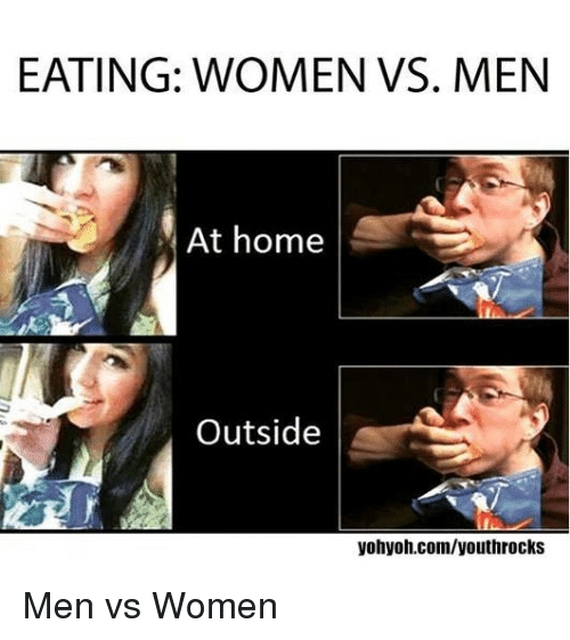 EATING: WOMEN VS. MEN
At home
Outside
yohyoh.com/youthrocks
Men vs Women